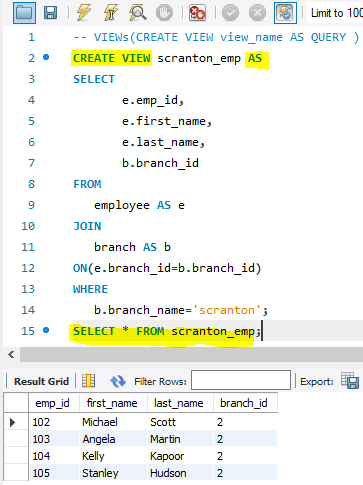 Limit to 100
1 -- VIEWs(CREATE VIEW view_name AS QUERY )
2 CREATE VIEW scranton_emp AS
3 SELECT
4 e.emp_id,
5 e.first_name,
6 e.last_name,
7 b.branch_id
8 FROM
9 employee AS e
10 JOIN
11 branch AS b
12 ON(e.branch_id=b.branch_id)
13 WHERE
14 b.branch_name='scranton';
15 SELECT * FROM scranton_emp;
Result Grid Filter Rows: Export:
emp_id first_name last_name branch_id
102 Michael Scott 2
103 Angela Martin 2
104 Kelly Kapoor 2
105 Stanley Hudson 2